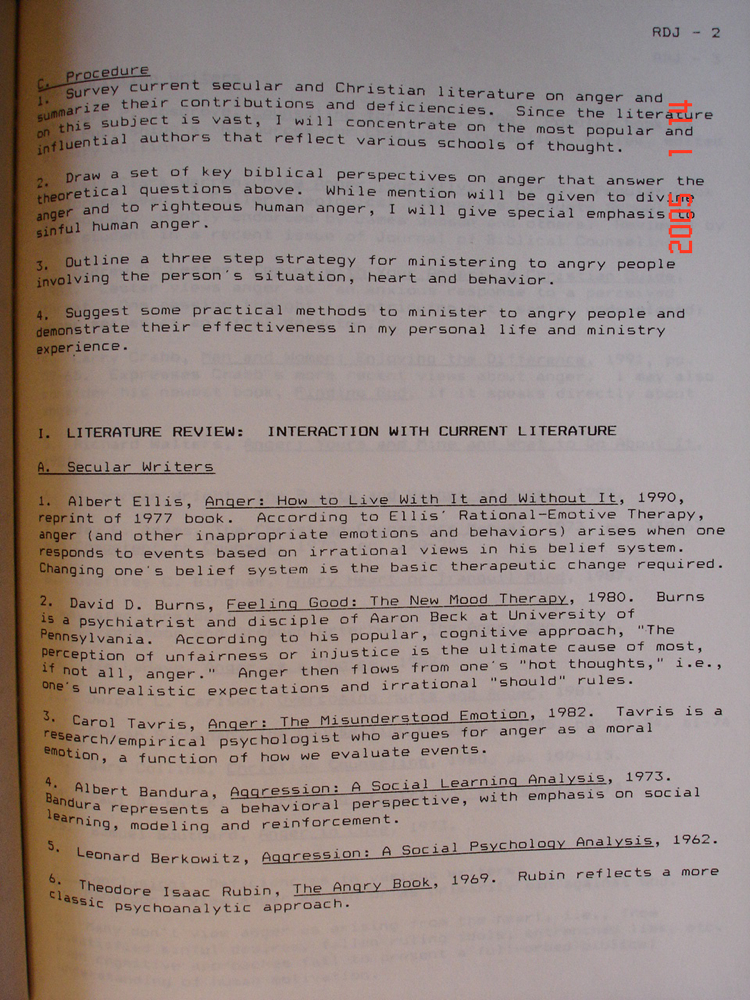 RDJ - 2
C. Procedure
1. Survey current secular and Christian literature on anger and
summarize their contributions and deficiencies. Since the literature
on this subject is vast, I will concentrate on the most popular and
influential authors that reflect various schools of thought.
2. Draw a set of key biblical perspectives on anger that answer the
theoretical questions above. While mention will be given to divine
anger and to righteous human anger, I will give special emphasis to
sinful human anger.
3. Outline a three step strategy for ministering to angry people
involving the person's situation, heart and behavior.
4. Suggest some practical methods to minister to angry people and
demonstrate their effectiveness in my personal life and ministry
experience.
I. LITERATURE REVIEW: INTERACTION WITH CURRENT LITERATURE
A. Secular Writers
1. Albert Ellis, Anger: How to Live With It and Without It, 1990,
reprint of 1977 book. According to Ellis' Rational-Emotive Therapy,
anger (and other inappropriate emotions and behaviors) arises when one
responds to events based on irrational views in his belief system.
Changing one's belief system is the basic therapeutic change required.
2. David D. Burns, Feeling Good: The New Mood Therapy, 1980. Burns
is a psychiatrist and disciple of Aaron Beck at University of
Pennsylvania. According to his popular, cognitive approach, "The
perception of unfairness or injustice is the ultimate cause of most,
if not all, anger." Anger then flows from one's "hot thoughts," i.e.,
one's unrealistic expectations and irrational "should" rules.
3. Carol Tavris, Anger: The Misunderstood Emotion, 1982. Tavris is a
research/empirical psychologist who argues for anger as a moral
emotion, a function of how we evaluate events.
4. Albert Bandura, Aggression: A Social Learning Analysis, 1973.
Bandura represents a behavioral perspective, with emphasis on social
learning, modeling and reinforcement.
5. Leonard Berkowitz, Aggression: A Social Psychology Analysis, 1962.
6. Theodore Isaac Rubin, The Angry Book, 1969. Rubin reflects a more
classic psychoanalytic approach.
2005 1 14